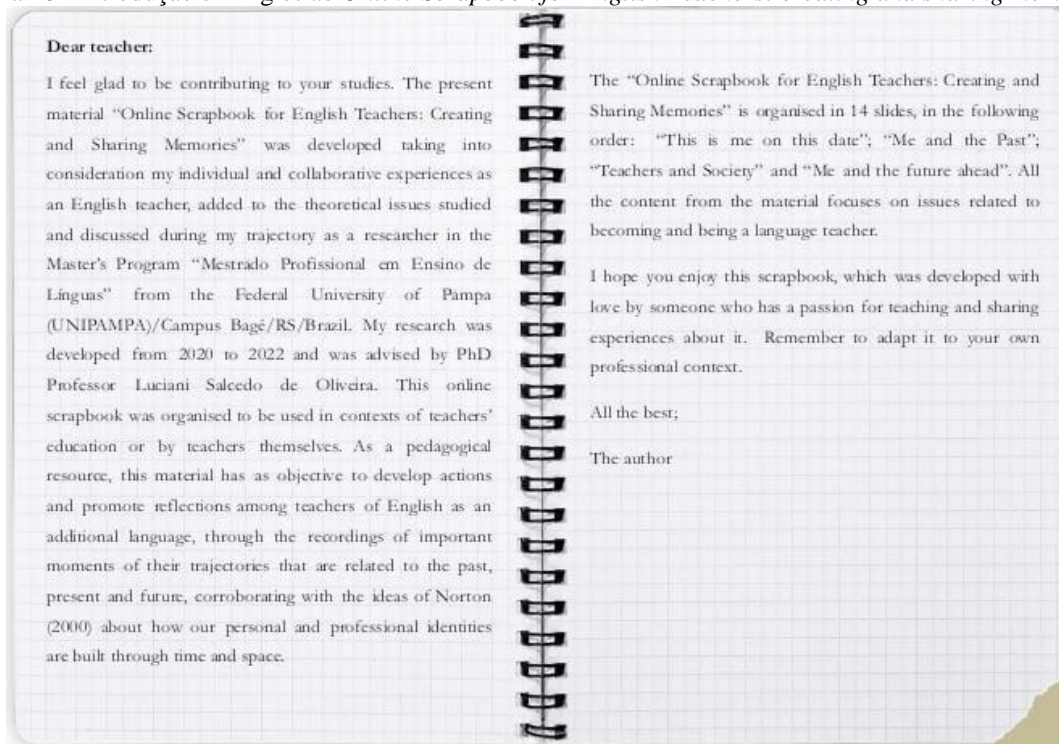 Dear teacher:
I feel glad to be contributing to your studies. The present
material “Online Scrapbook for English Teachers: Creating
and Sharing Memories” was developed taking into
consideration my individual and collaborative experiences as
an English teacher, added to the theoretical issues studied
and discussed during my trajectory as a researcher in the
Master’s Program “Mestrado Profissional em Ensino de
Línguas” from the Federal University of Pampa
(UNIPAMPA)/Campus Bagé/RS/Brazil. My research was
developed from 2020 to 2022 and was advised by PhD
Professor Luciani Salcedo de Oliveira. This online
scrapbook was organised to be used in contexts of teachers’
education or by teachers themselves. As a pedagogical
resource, this material has as objective to develop actions
and promote reflections among teachers of English as an
additional language, through the recordings of important
moments of their trajectories that are related to the past,
present and future, corroborating with the ideas of Norton
(2000) about how our personal and professional identities
are built through time and space.
The “Online Scrapbook for English Teachers: Creating and
Sharing Memories” is organised in 14 slides, in the following
order: “This is me on this date”; “Me and the Past”;
“Teachers and Society” and “Me and the future ahead”. All
the content from the material focuses on issues related to
becoming and being a language teacher.
I hope you enjoy this scrapbook, which was developed with
love by someone who has a passion for teaching and sharing
experiences about it. Remember to adapt it to your own
professional context.
All the best;
The author